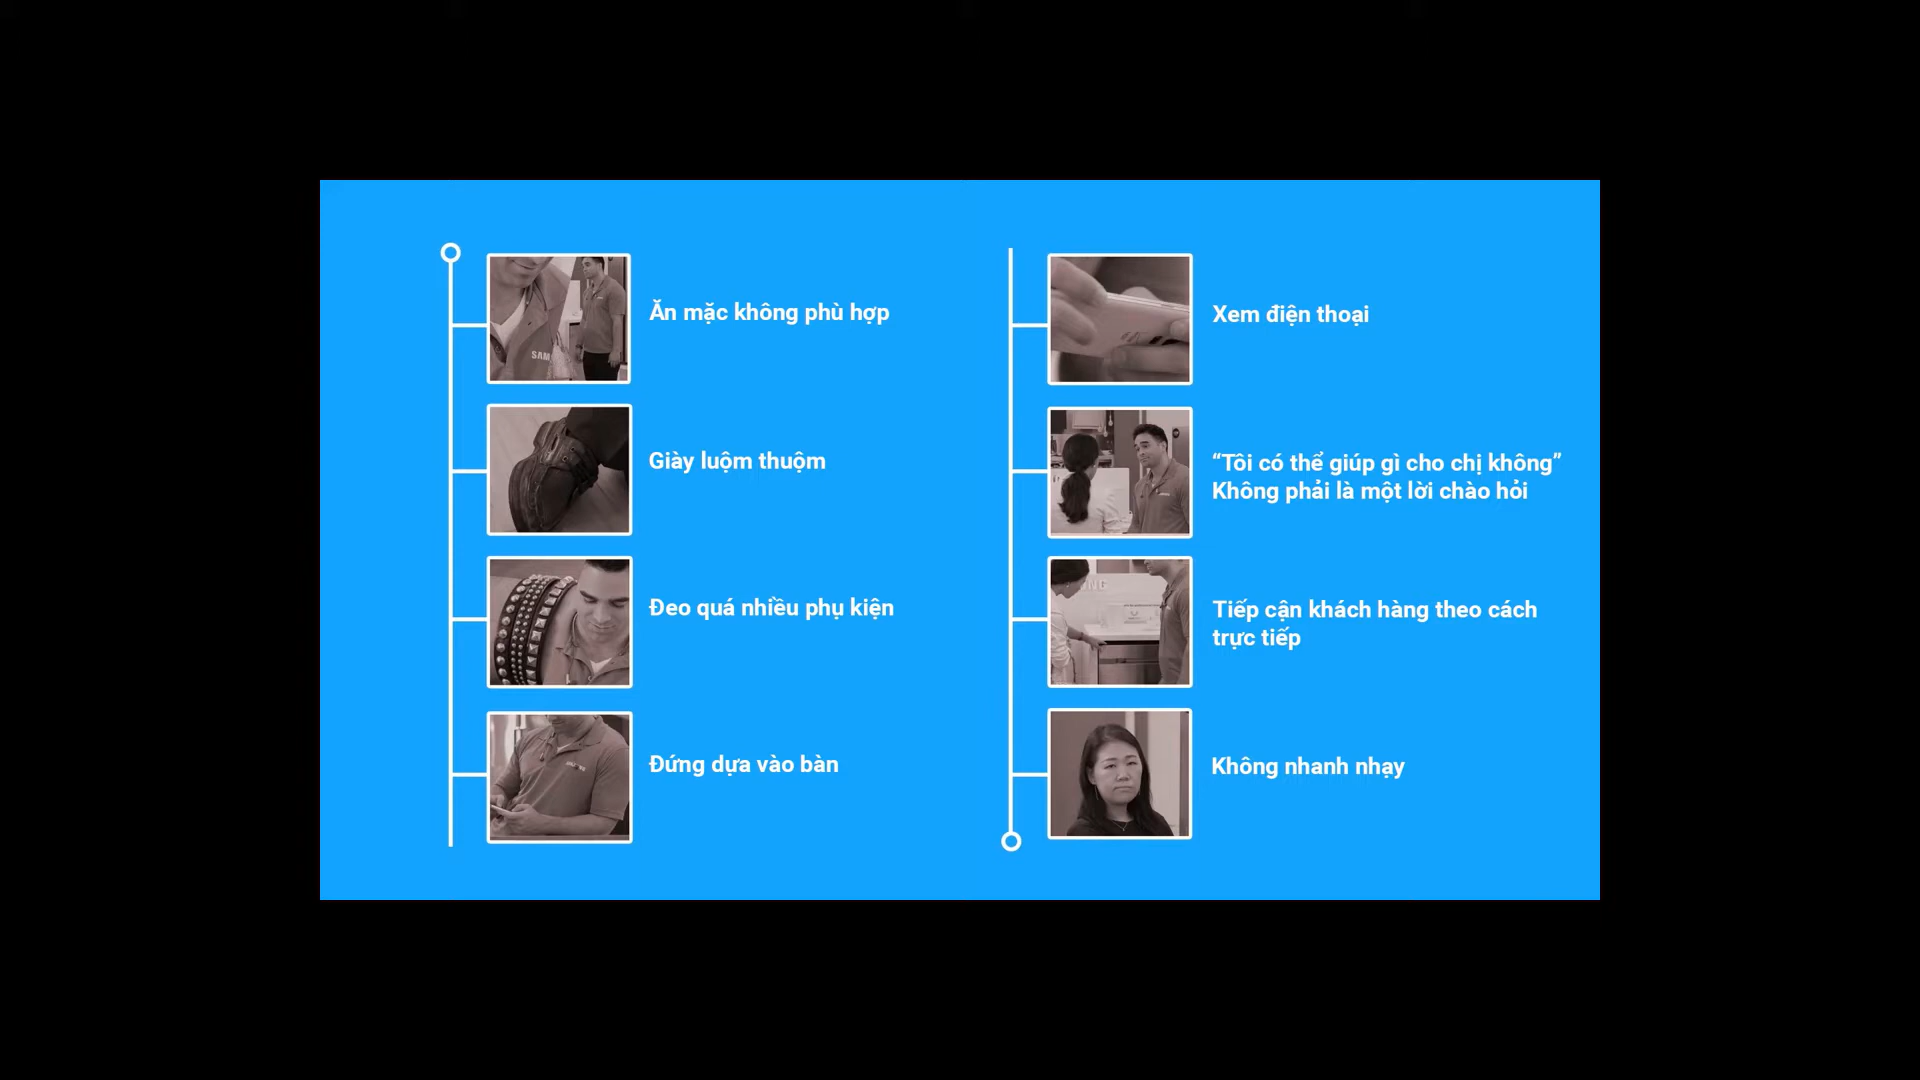 Ăn mặc không phù hợp
Giày luộm thuộm
Đeo quá nhiều phụ kiện
Đứng dựa vào bàn
Xem điện thoại
“Tôi có thể giúp gì cho chị không”
Không phải là một lời chào hỏi
Tiếp cận khách hàng theo cách
trực tiếp
Không nhanh nhạy